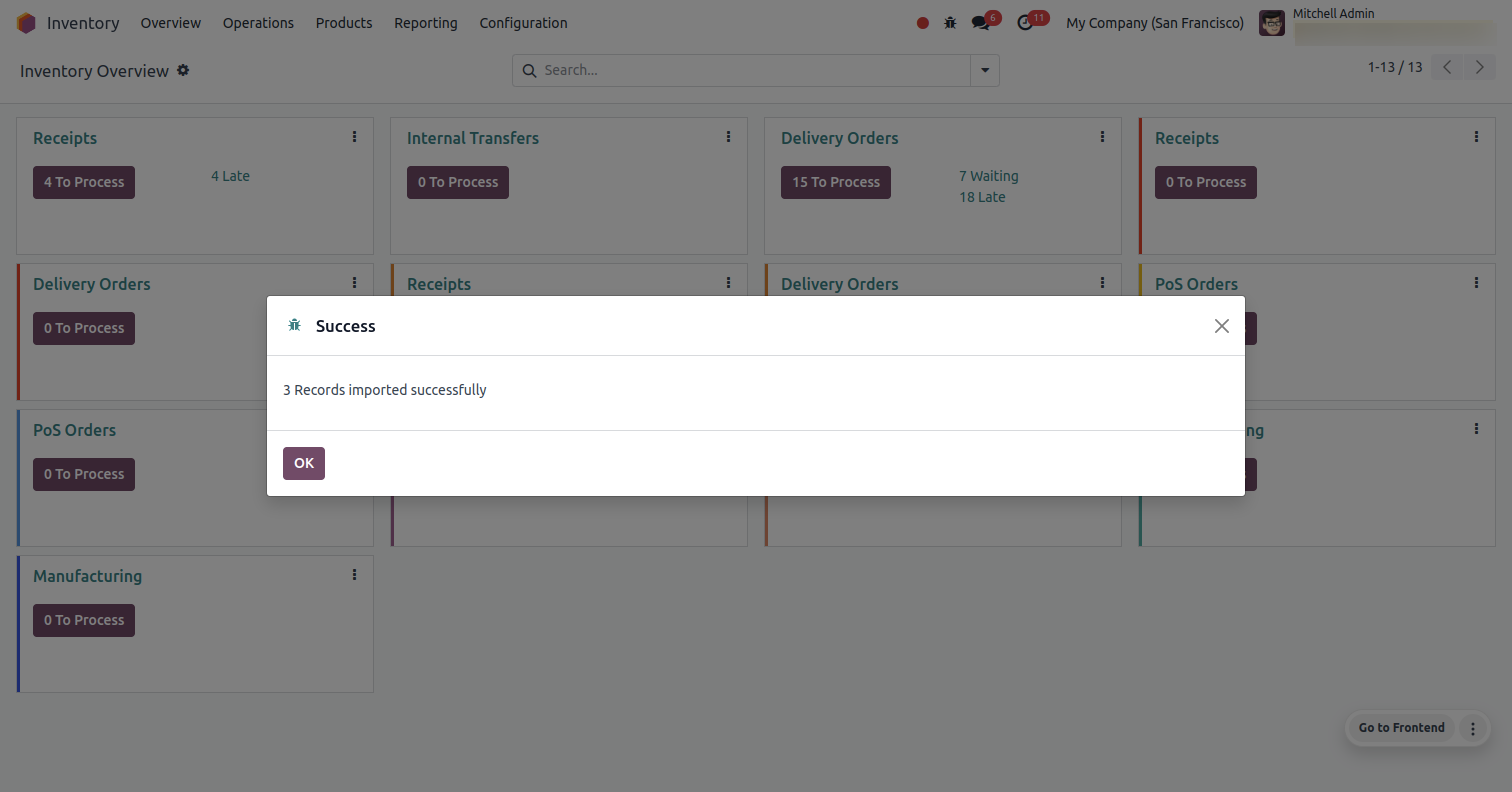 Inventory Overview Operations Products Reporting Configuration 6 11 My Company (San Francisco) Mitchell Admin
Inventory Overview Search... 1-13 / 13
Receipts Internal Transfers Delivery Orders Receipts
4 To Process 4 Late 0 To Process 15 To Process 7 Waiting 0 To Process
18 Late
Delivery Orders Receipts Delivery Orders PoS Orders
0 To Process
Success
3 Records imported successfully
OK
PoS Orders ng
0 To Process
Manufacturing
0 To Process
Go to Frontend